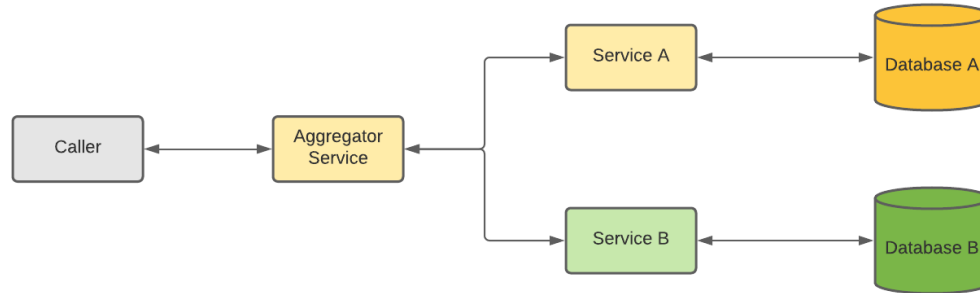 Caller
Aggregator
Service
Service A
Database A
Service B
Database B